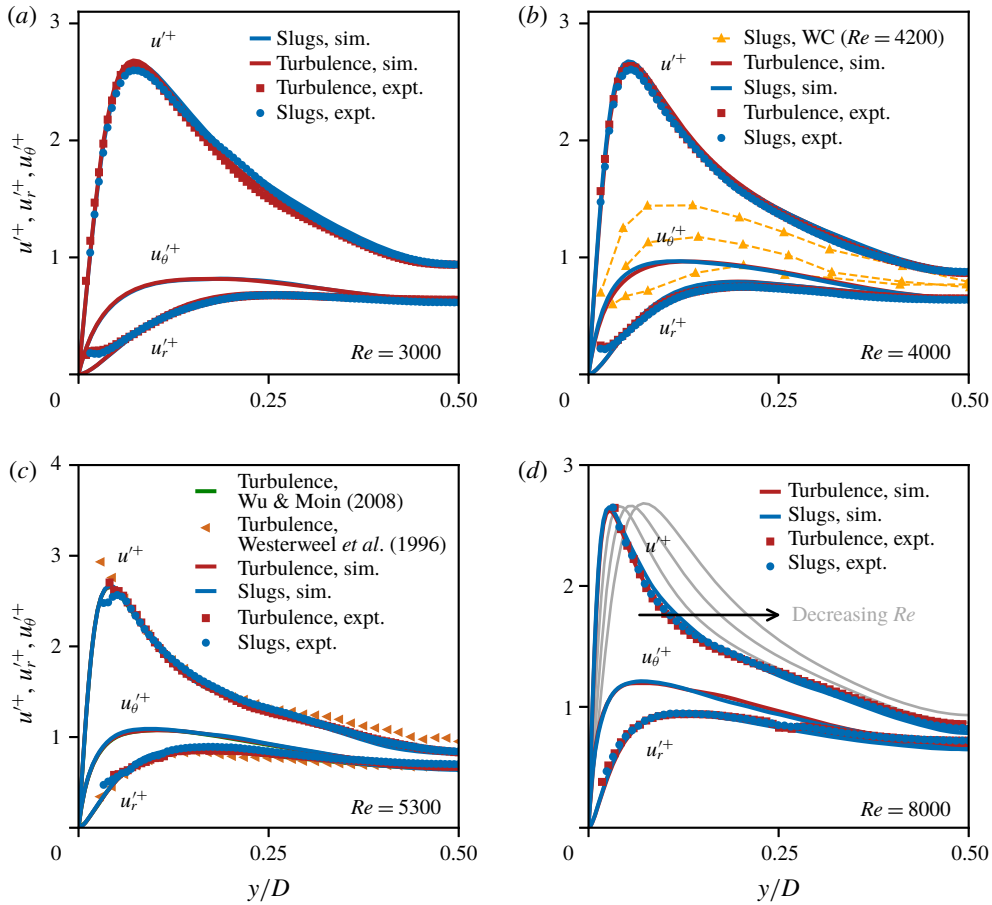 (a)
3
2
1
0
0.25
0.50
u′+, u′r+, u′θ+
u′+
u′θ+
u′r+
Slugs, sim.
Turbulence, sim.
Turbulence, expt.
Slugs, expt.
Re = 3000
(b)
3
2
1
0
0.25
0.50
u′+
u′θ+
u′r+
Slugs, WC (Re = 4200)
Turbulence, sim.
Slugs, sim.
Turbulence, expt.
Slugs, expt.
Re = 4000
(c)
4
3
2
1
0
0.25
0.50
u′+, u′r+, u′θ+
y/D
u′+
u′θ+
u′r+
Turbulence,
Wu & Moin (2008)
Turbulence,
Westerweel et al. (1996)
Turbulence, sim.
Slugs, sim.
Turbulence, expt.
Slugs, expt.
Re = 5300
(d)
3
2
1
0
0.25
0.50
y/D
u′+
u′θ+
u′r+
Turbulence, sim.
Slugs, sim.
Turbulence, expt.
Slugs, expt.
Decreasing Re
Re = 8000